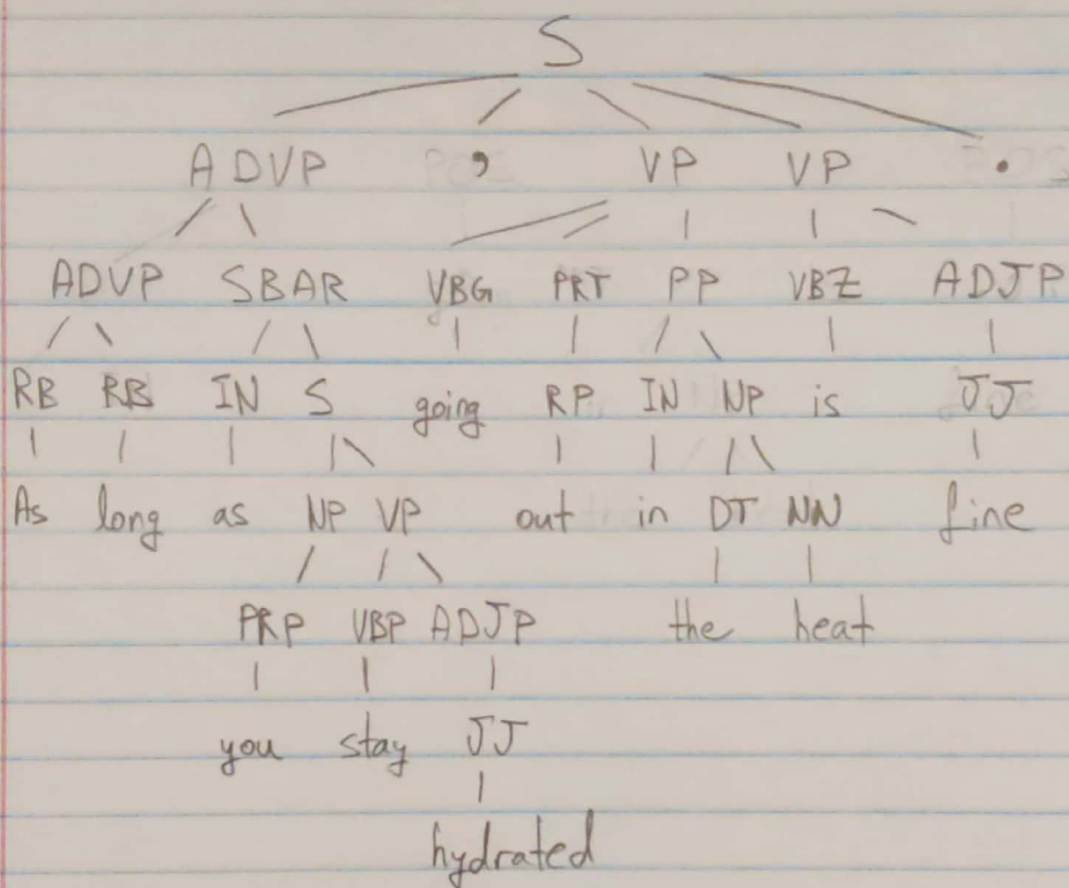 S
ADVP , VP VP .
ADVP SBAR VBG PRT PP VBZ ADJP
RB RB IN S going RP IN NP is JJ
As long as NP VP out in DT NN fine
PRP VBP ADJP the heat
you stay JJ
hydrated